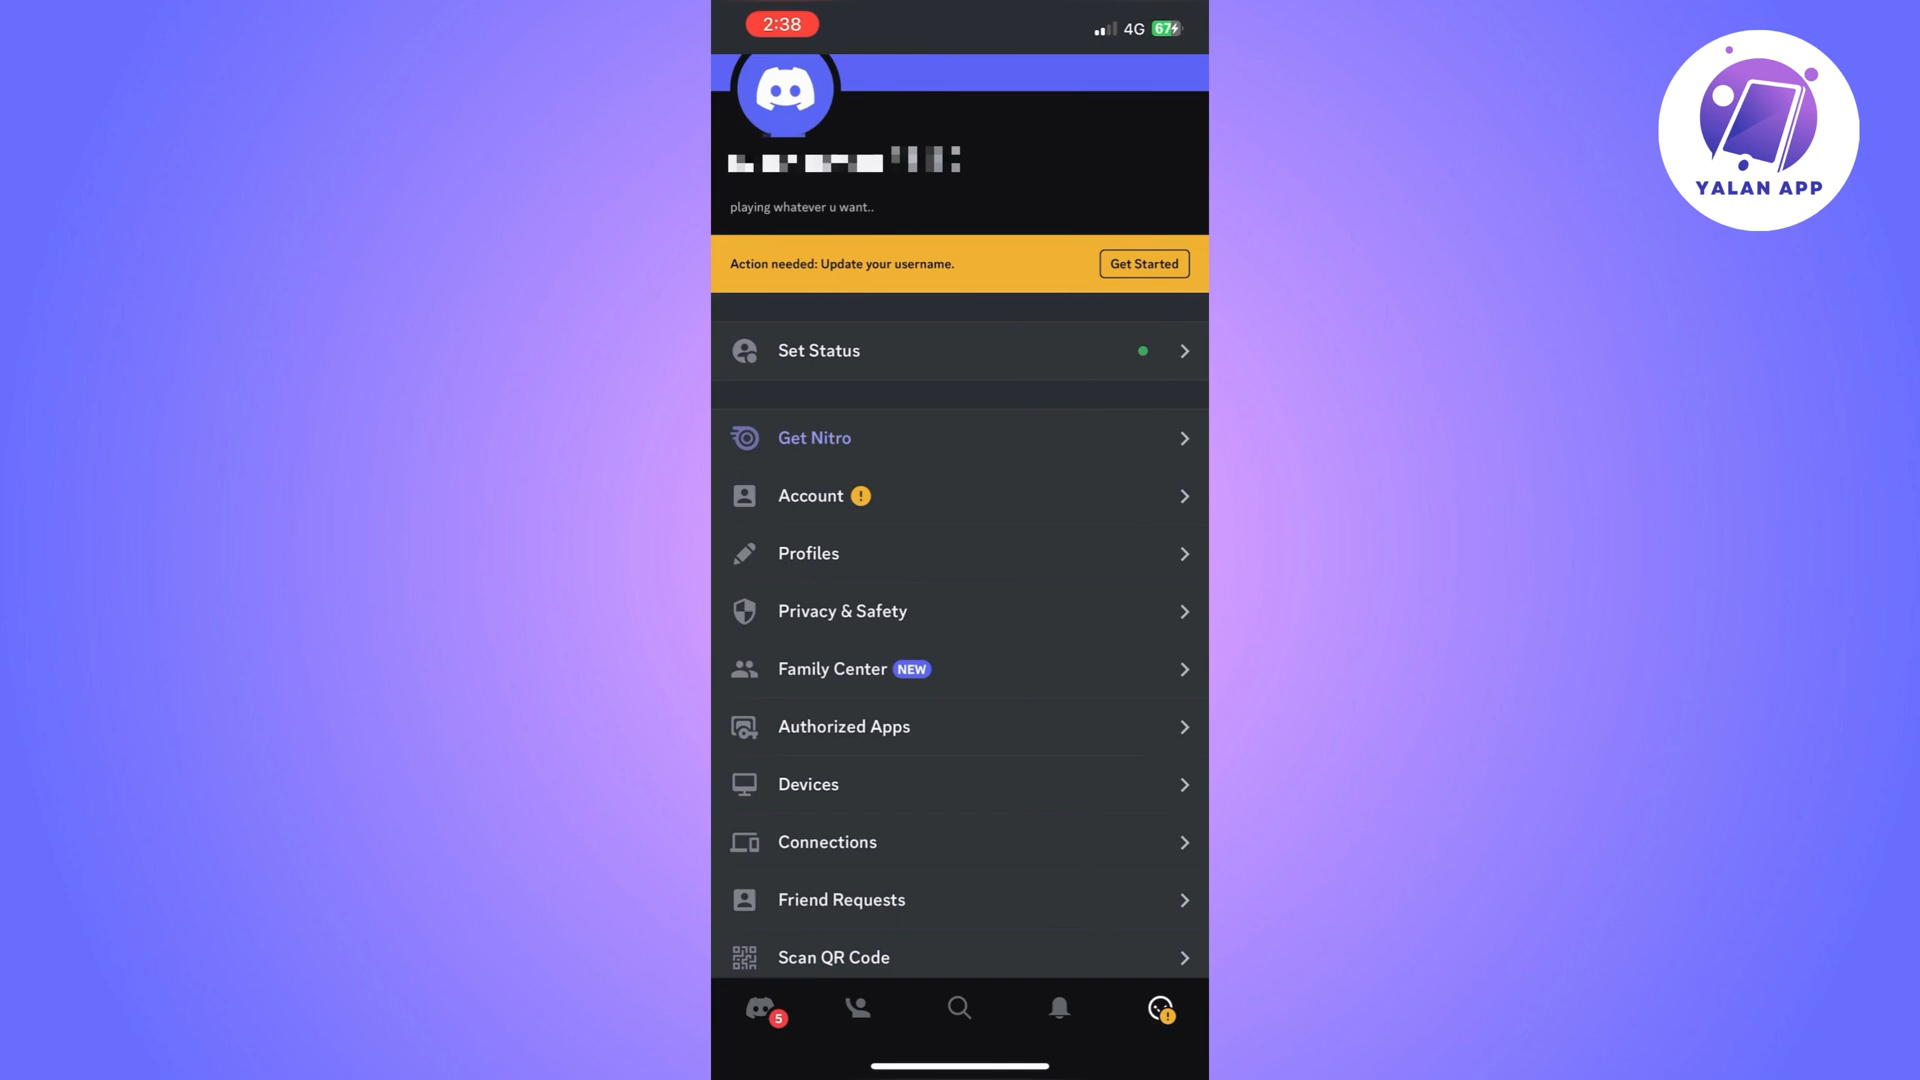 2:38
4G
67
YALAN APP
playing whatever u want..
Action needed: Update your username.
Get Started
Set Status
Get Nitro
Account !
Profiles
Privacy & Safety
Family Center NEW
Authorized Apps
Devices
Connections
Friend Requests
Scan QR Code
5
!